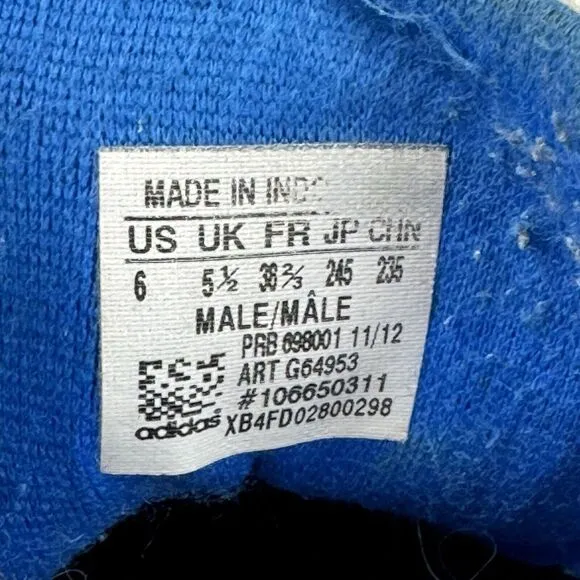 MADE IN
US UK FR JP CHN
6 5½ 38⅔ 245 235
MALE/MÂLE
PRB 698001 11/12
ART G64953
#106650311
adidas XB4FD02800298